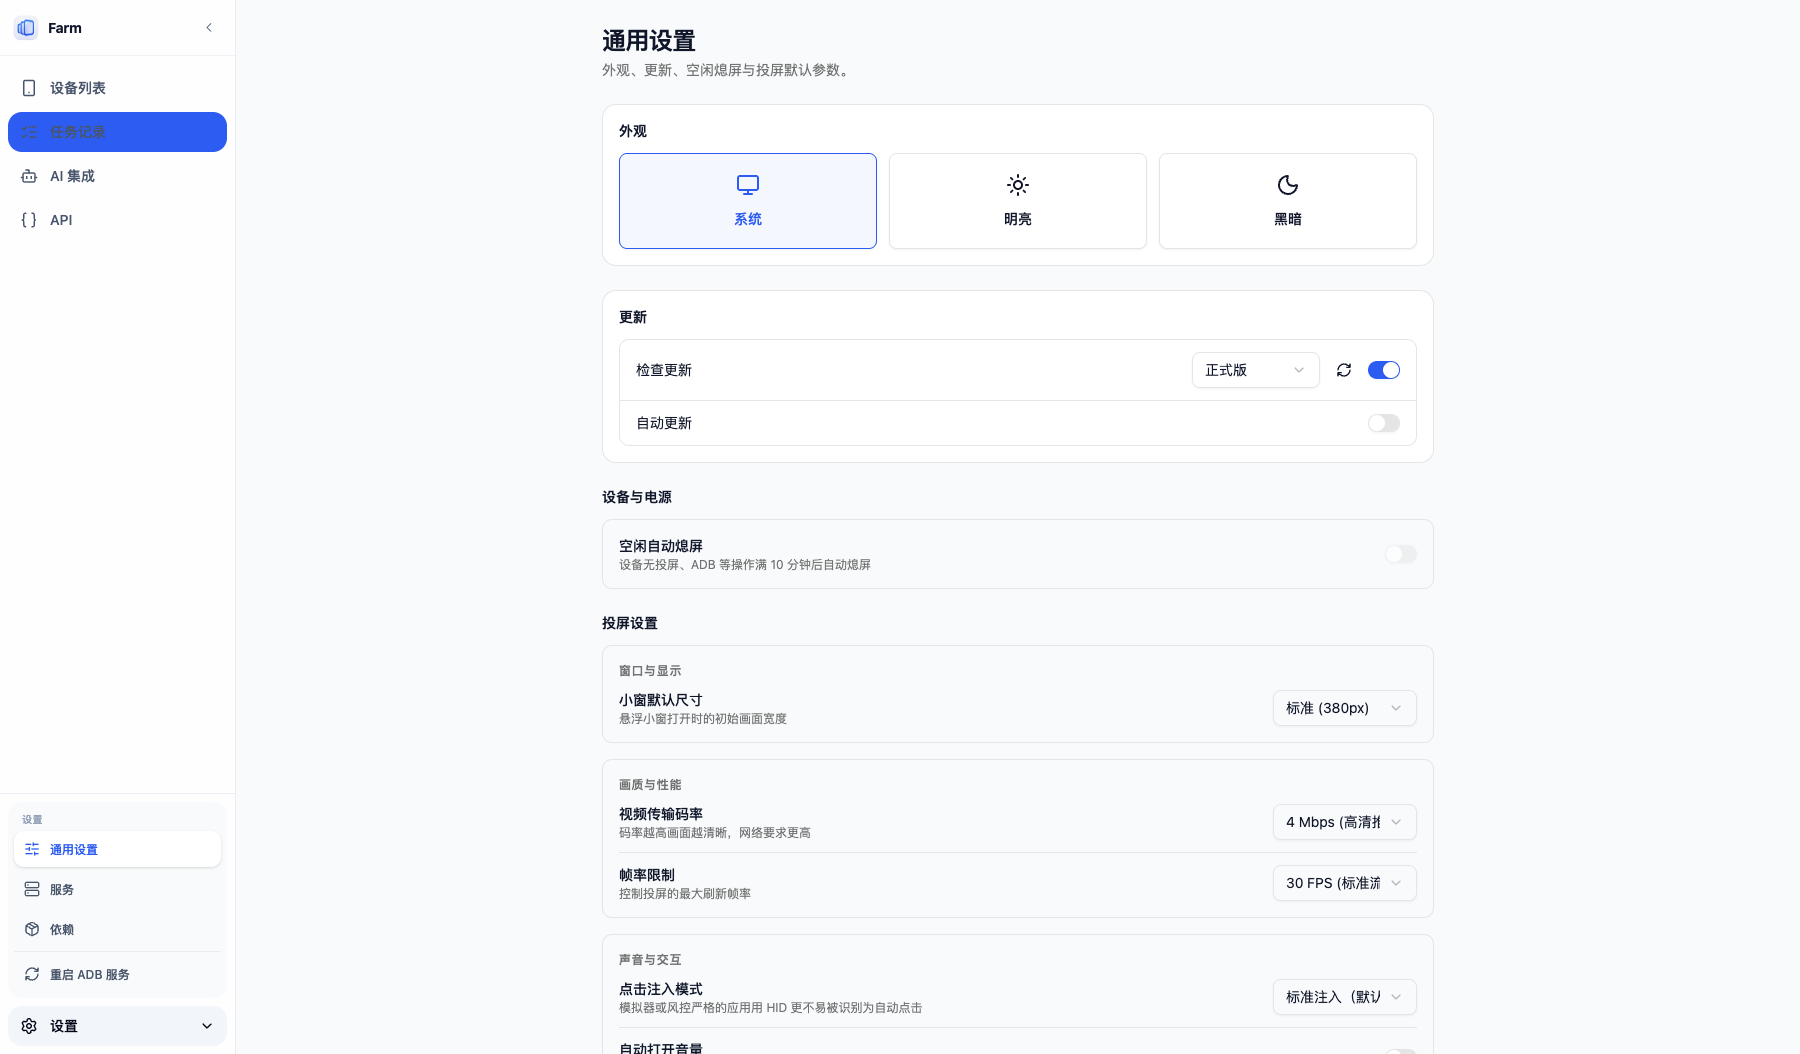 Farm
设备列表
任务记录
AI 集成
API
设置
通用设置
服务
依赖
重启 ADB 服务
设置
通用设置
外观、更新、空闲熄屏与投屏默认参数。
外观
系统
明亮
黑暗
更新
检查更新
正式版
自动更新
设备与电源
空闲自动熄屏
设备无投屏、ADB 等操作满 10 分钟后自动熄屏
投屏设置
窗口与显示
小窗默认尺寸
悬浮小窗打开时的初始画面宽度
标准 (380px)
画质与性能
视频传输码率
码率越高画面越清晰，网络要求更高
4 Mbps (高清
帧率限制
控制投屏的最大刷新帧率
30 FPS (标准
声音与交互
点击注入模式
模拟器或风控严格的应用用 HID 更不易被识别为自动点击
标准注入（默认
自动打开音量